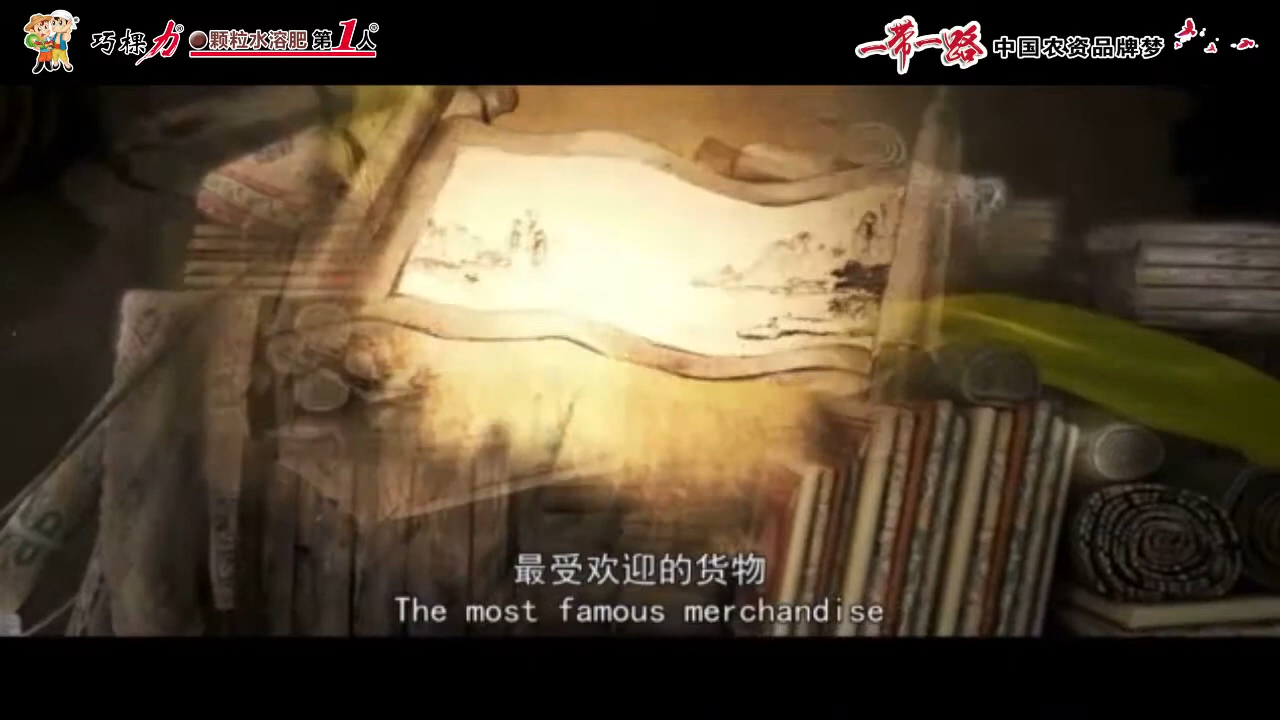 巧棵力® 颗粒水溶肥第1人®
一带一路 中国农资品牌梦
最受欢迎的货物
The most famous merchandise